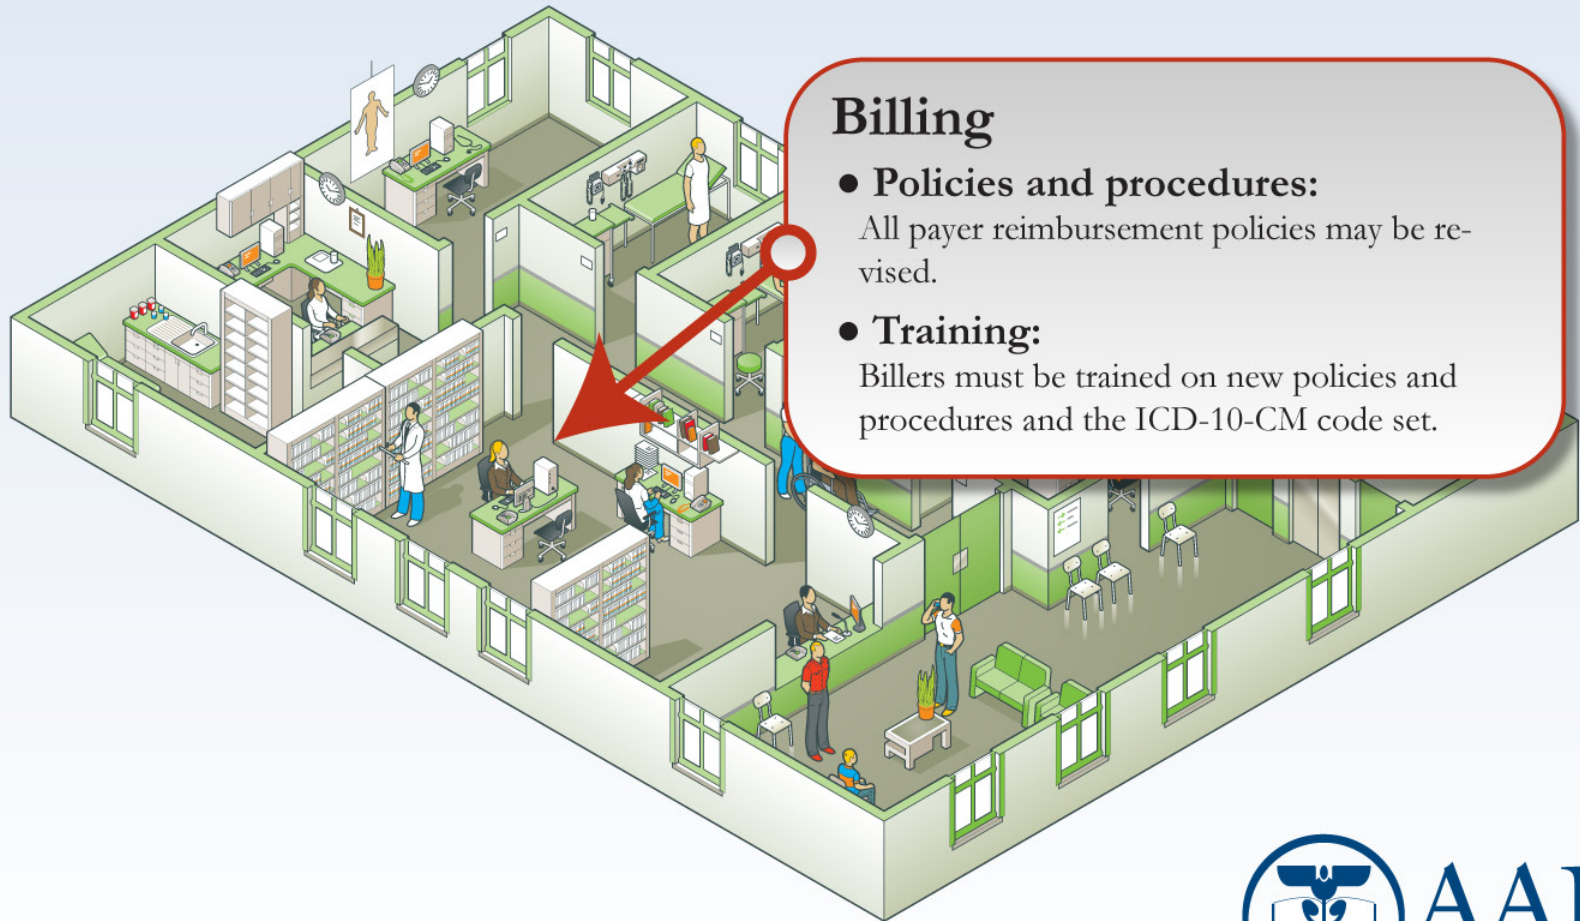 Billing
● Policies and procedures:
All payer reimbursement policies may be re-
vised.
● Training:
Billers must be trained on new policies and
procedures and the ICD-10-CM code set.